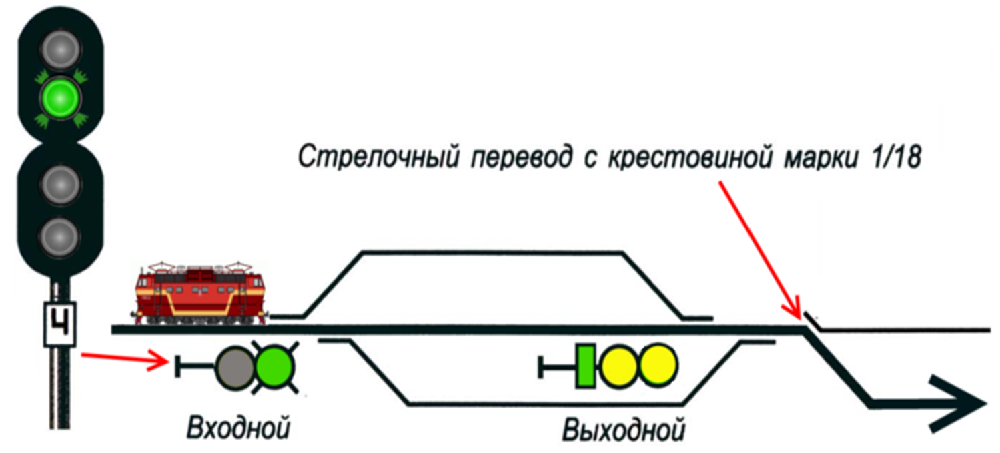 Стрелочный перевод с крестовиной марки 1/18
Ч
Входной
Выходной